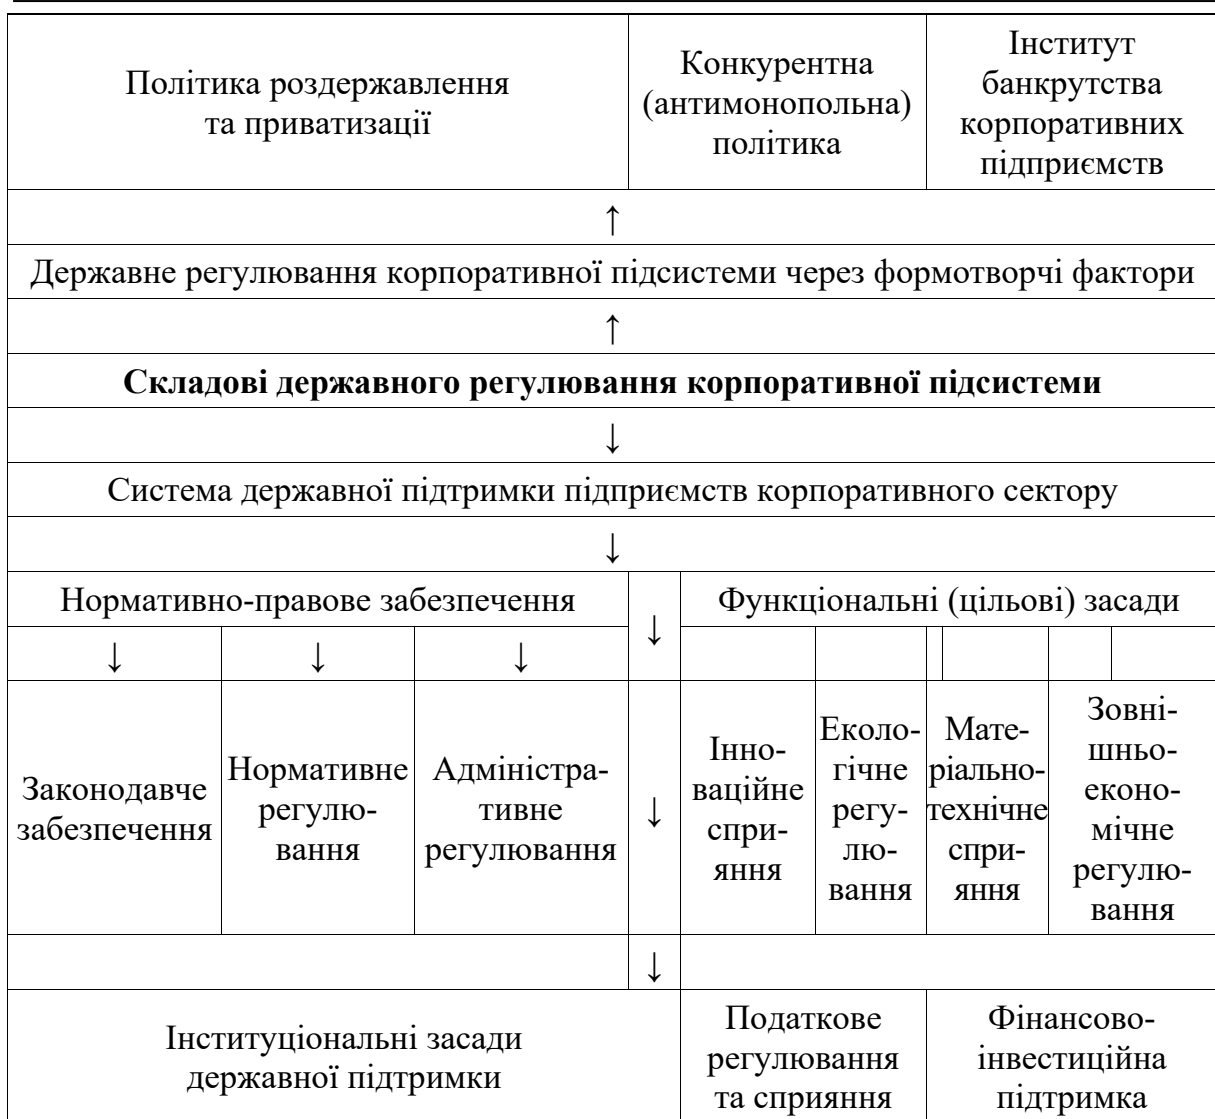 Політика роздержавлення
та приватизації
Конкурентна
(антимонопольна)
політика
Інститут
банкрутства
корпоративних
підприємств
↑
Державне регулювання корпоративної підсистеми через формотворчі фактори
↑
Складові державного регулювання корпоративної підсистеми
↓
Система державної підтримки підприємств корпоративного сектору
↓
Нормативно-правове забезпечення
↓
Функціональні (цільові) засади
↓
↓
↓
Законодавче
забезпечення
Нормативне
регулю-
вання
Адміністра-
тивне
регулювання
↓
Інно-
ваційне
спри-
яння
Еколо-
гічне
регу-
лю-
вання
Мате-
ріально-
технічне
спри-
яння
Зовні-
шньо-
еконо-
мічне
регулю-
вання
↓
Інституціональні засади
державної підтримки
Податкове
регулювання
та сприяння
Фінансово-
інвестиційна
підтримка